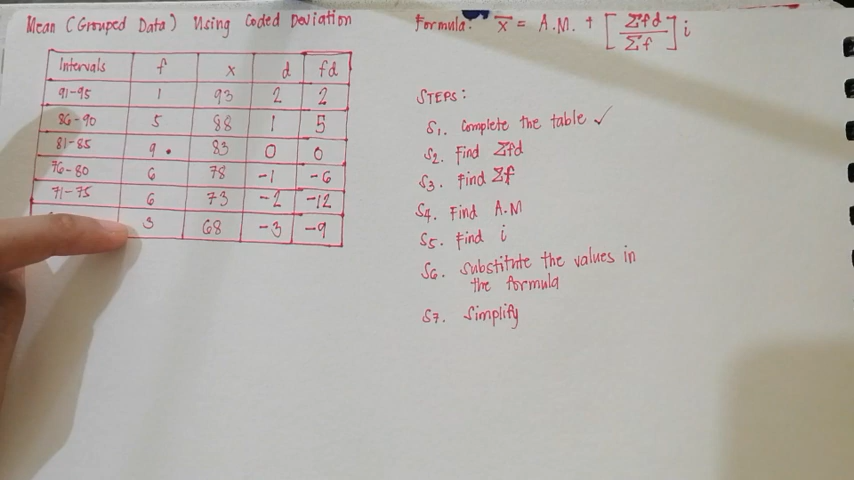 Mean (Grouped Data) Using Coded Deviation
Formula: x̄ = A.M. + [Σfd / Σf] i
Intervals f x d fd
91-95 1 93 2 2
86-90 5 88 1 5
81-85 9 83 0 0
76-80 6 78 -1 -6
71-75 6 73 -2 -12
3 68 -3 -9
STEPS:
S1. Complete the table ✓
S2. Find Σfd
S3. Find Σf
S4. Find A.M
S5. Find i
S6. Substitute the values in
the formula
S7. Simplify